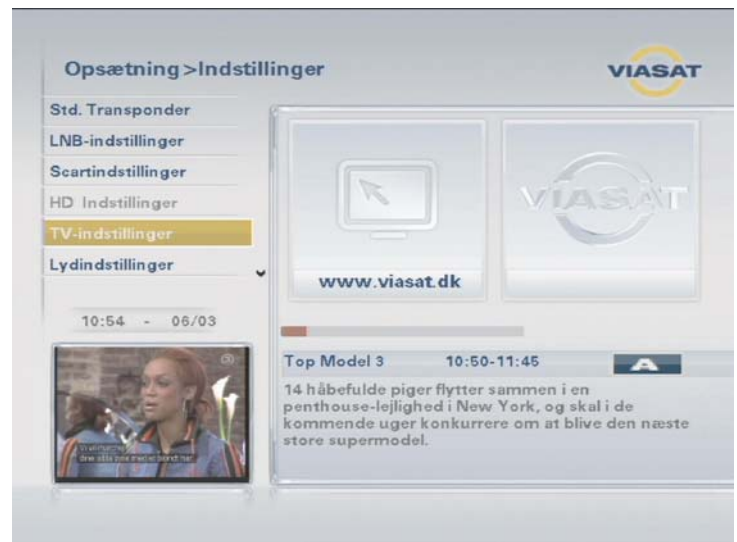 Opsætning>Indstillinger
VIASAT
Std. Transponder
LNB-indstillinger
Scartindstillinger
HD Indstillinger
TV-indstillinger
Lydindstillinger
VIASAT
www.viasat.dk
10:54 - 06/03
Top Model 3 10:50-11:45 A
14 håbefulde piger flytter sammen i en
penthouse-lejlighed i New York, og skal i de
kommende uger konkurrere om at blive den næste
store supermodel.